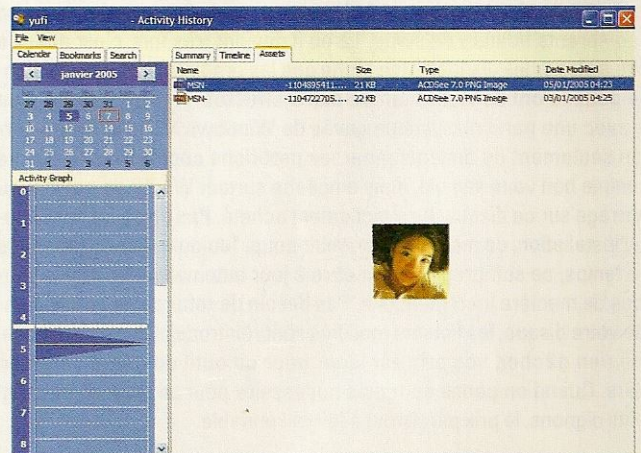 yufi - Activity History
File View
Calendar Bookmarks Search
Summary Timeline Assets
< janvier 2005 >
27 28 29 30 31 1 2
3 4 5 6 7 8 9
10 11 12 13 14 15 16
17 18 19 20 21 22 23
24 25 26 27 28 29 30
31 1 2 3 4 5 6
Activity Graph
0
1
2
3
4
5
6
7
8
Name Size Type Date Modified
MSN- -1104895411.... 21 KB ACDSee 7.0 PNG Image 05/01/2005 04:23
MSN- -1104722705.... 22 KB ACDSee 7.0 PNG Image 03/01/2005 04:25